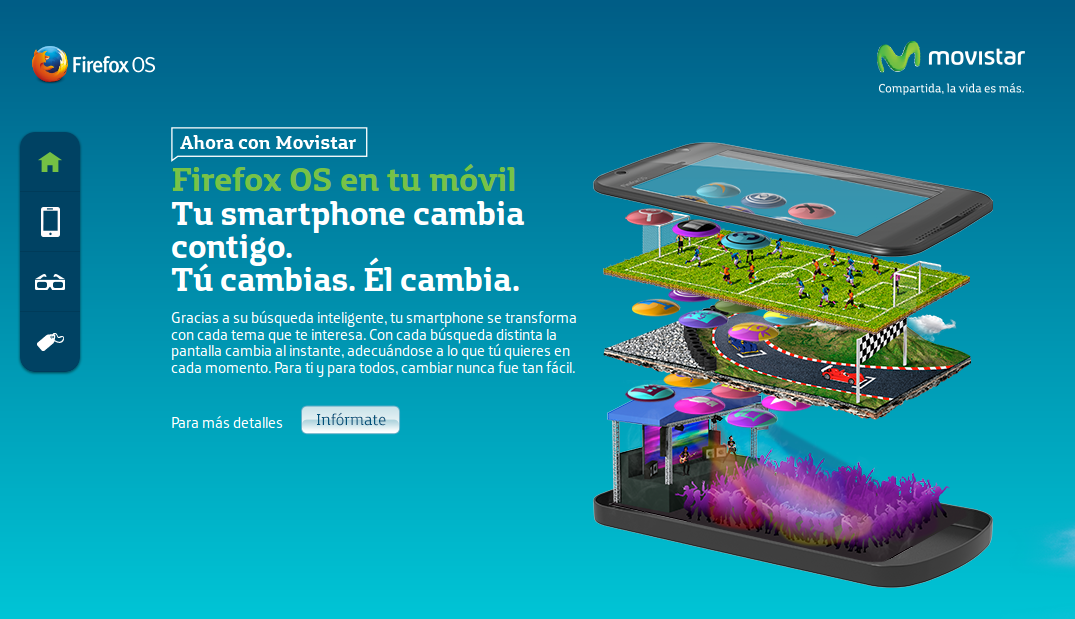 Firefox OS
movistar
Compartida, la vida es más.
Ahora con Movistar
Firefox OS en tu móvil
Tu smartphone cambia
contigo.
Tú cambias. Él cambia.
Gracias a su búsqueda inteligente, tu smartphone se transforma
con cada tema que te interesa. Con cada búsqueda distinta la
pantalla cambia al instante, adecuándose a lo que tú quieres en
cada momento. Para ti y para todos, cambiar nunca fue tan fácil.
Para más detalles
Infórmate